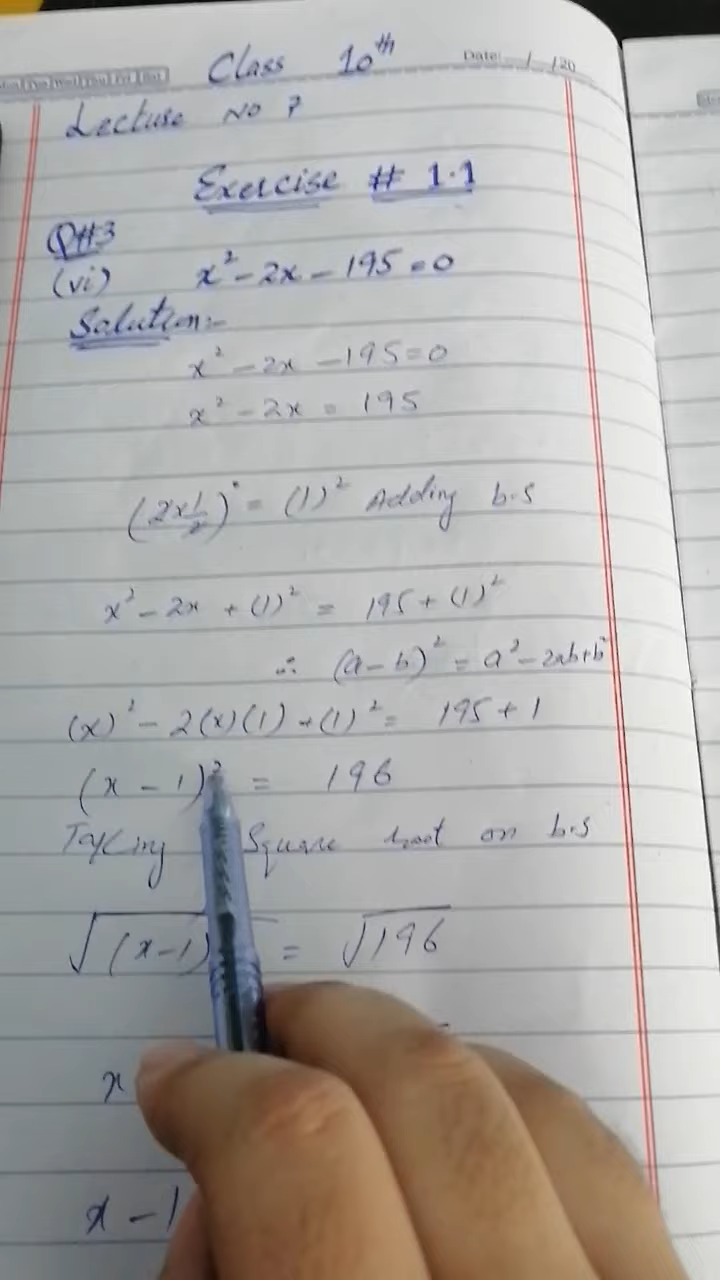 Class 10th
Date: / /20
Lecture No 7
Exercise # 1.1
Q#3
(vi) x² - 2x - 195 = 0
Solution:-
x² - 2x - 195 = 0
x² - 2x = 195
(2x1/2)² = (1)² Adding b.s
x² - 2x + (1)² = 195 + (1)²
∴ (a - b)² = a² - 2ab+b²
(x)² - 2(x)(1) + (1)² = 195 + 1
(x - 1)² = 196
Taking Square root on b.s
√(x-1) = √196
x
x - 1